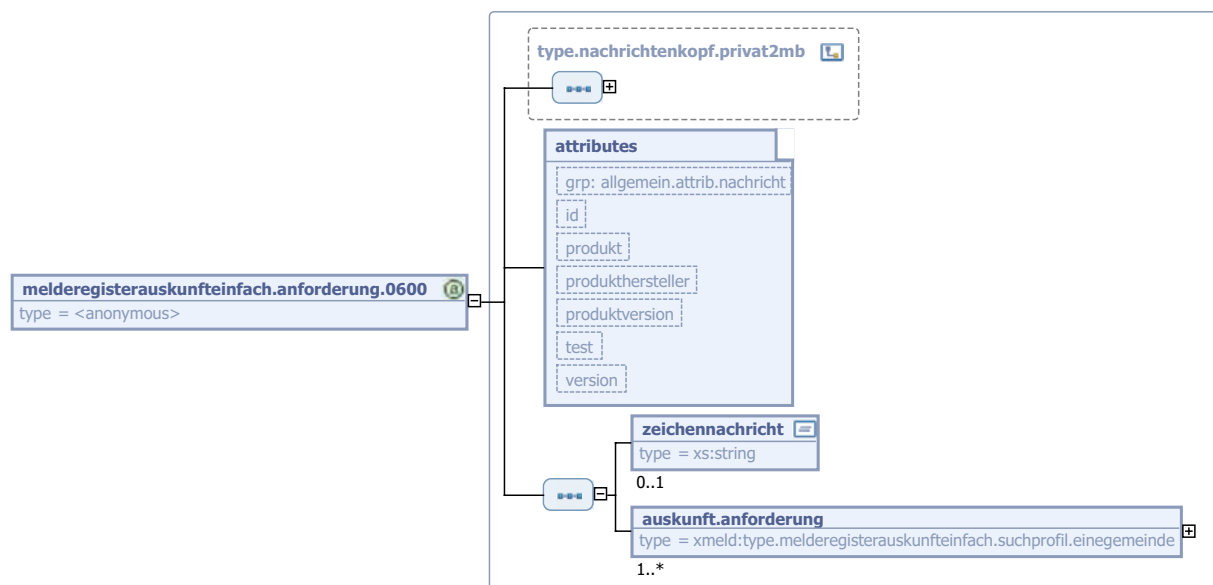 type.nachrichtenkopf.privat2mb
attributes
grp: allgemein.attrib.nachricht
id
produkt
produkthersteller
produktversion
test
version
melderegisterauskunfteinfach.anforderung.0600
type = <anonymous>
zeichennachricht
type = xs:string
0..1
auskunft.anforderung
type = xmeld:type.melderegisterauskunfteinfach.suchprofil.einegemeinde
1..*